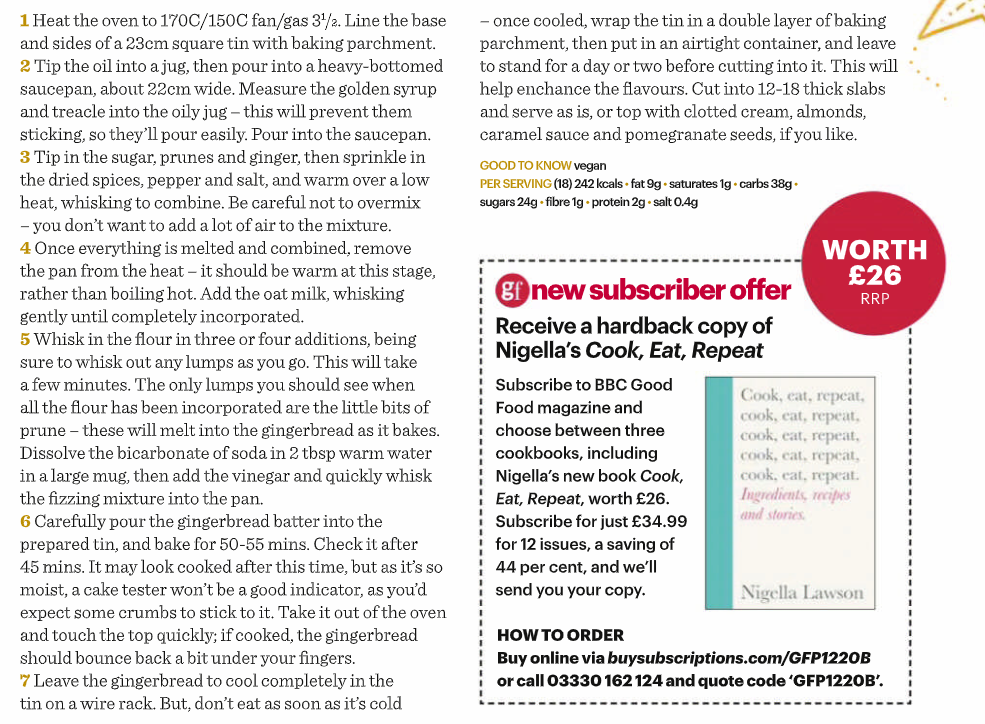 1 Heat the oven to 170C/150C fan/gas 3½. Line the base
and sides of a 23cm square tin with baking parchment.
2 Tip the oil into a jug, then pour into a heavy-bottomed
saucepan, about 22cm wide. Measure the golden syrup
and treacle into the oily jug – this will prevent them
sticking, so they'll pour easily. Pour into the saucepan.
3 Tip in the sugar, prunes and ginger, then sprinkle in
the dried spices, pepper and salt, and warm over a low
heat, whisking to combine. Be careful not to overmix
– you don't want to add a lot of air to the mixture.
4 Once everything is melted and combined, remove
the pan from the heat – it should be warm at this stage,
rather than boiling hot. Add the oat milk, whisking
gently until completely incorporated.
5 Whisk in the flour in three or four additions, being
sure to whisk out any lumps as you go. This will take
a few minutes. The only lumps you should see when
all the flour has been incorporated are the little bits of
prune – these will melt into the gingerbread as it bakes.
Dissolve the bicarbonate of soda in 2 tbsp warm water
in a large mug, then add the vinegar and quickly whisk
the fizzing mixture into the pan.
6 Carefully pour the gingerbread batter into the
prepared tin, and bake for 50-55 mins. Check it after
45 mins. It may look cooked after this time, but as it's so
moist, a cake tester won't be a good indicator, as you'd
expect some crumbs to stick to it. Take it out of the oven
and touch the top quickly; if cooked, the gingerbread
should bounce back a bit under your fingers.
7 Leave the gingerbread to cool completely in the
tin on a wire rack. But, don't eat as soon as it's cold
– once cooled, wrap the tin in a double layer of baking
parchment, then put in an airtight container, and leave
to stand for a day or two before cutting into it. This will
help enchance the flavours. Cut into 12-18 thick slabs
and serve as is, or top with clotted cream, almonds,
caramel sauce and pomegranate seeds, if you like.
GOOD TO KNOW vegan
PER SERVING (18) 242 kcals • fat 9g • saturates 1g • carbs 38g •
sugars 24g • fibre 1g • protein 2g • salt 0.4g
WORTH
£26
RRP
gf new subscriber offer
Receive a hardback copy of
Nigella's Cook, Eat, Repeat
Subscribe to BBC Good
Food magazine and
choose between three
cookbooks, including
Nigella's new book Cook,
Eat, Repeat, worth £26.
Subscribe for just £34.99
for 12 issues, a saving of
44 per cent, and we'll
send you your copy.
Cook, eat, repeat,
cook, eat, repeat,
cook, eat, repeat,
cook, eat, repeat,
cook, eat, repeat.
Ingredients, recipes
and stories.
Nigella Lawson
HOW TO ORDER
Buy online via buysubscriptions.com/GFP1220B
or call 03330 162 124 and quote code 'GFP1220B'.